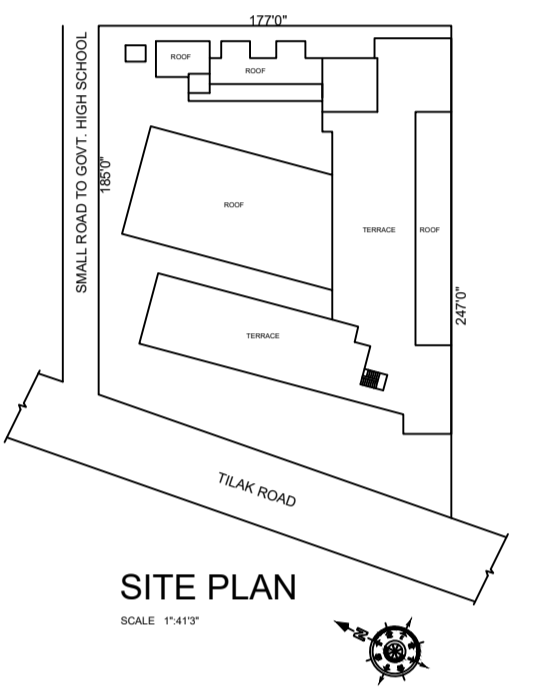 177'0"
SMALL ROAD TO GOVT. HIGH SCHOOL
185'0"
ROOF
ROOF
ROOF
TERRACE
ROOF
247'0"
TERRACE
TILAK ROAD
SITE PLAN
SCALE 1":41'3"
N